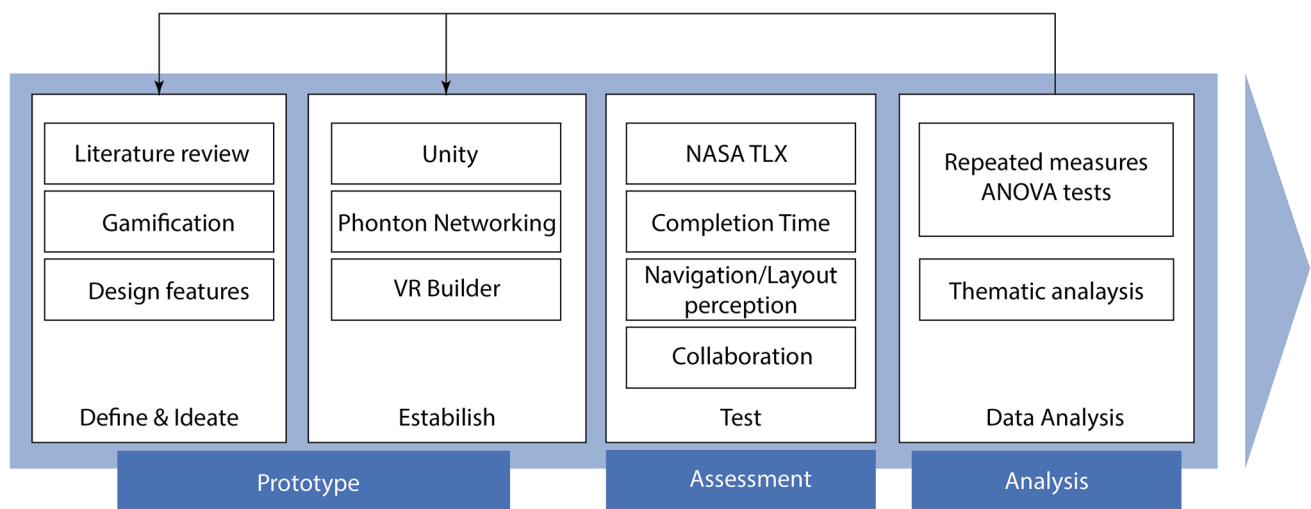 Literature review
Gamification
Design features
Define & Ideate
Unity
Phonton Networking
VR Builder
Estabilish
NASA TLX
Completion Time
Navigation/Layout
perception
Collaboration
Test
Repeated measures
ANOVA tests
Thematic analaysis
Data Analysis
Prototype
Assessment
Analysis